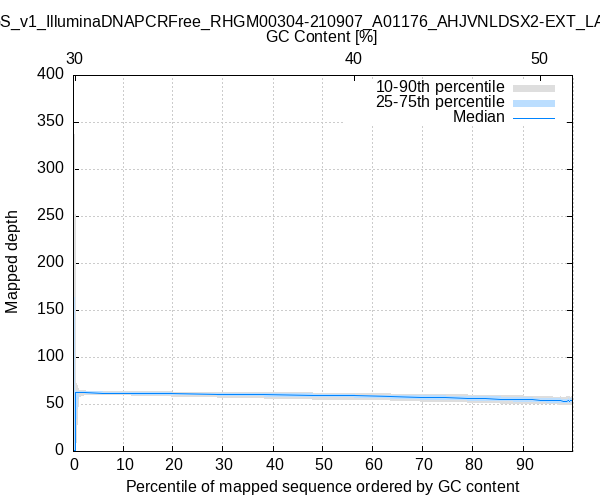 S_v1_IlluminaDNAPCRFree_RHGM00304-210907_A01176_AHJVNLDSX2-EXT_LA
GC Content [%]
30 40 50
400
350
300
250
200
150
100
50
0
Mapped depth
10-90th percentile
25-75th percentile
Median
0 10 20 30 40 50 60 70 80 90
Percentile of mapped sequence ordered by GC content